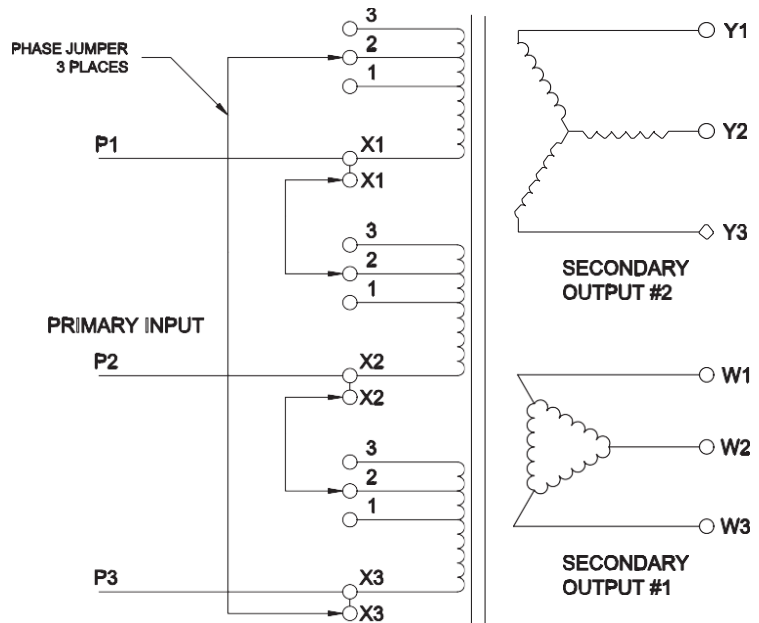 PHASE JUMPER
3 PLACES
3
2
1
P1
X1
X1
3
2
1
PRIMARY INPUT
P2
X2
X2
3
2
1
P3
X3
X3
Y1
Y2
Y3
SECONDARY
OUTPUT #2
W1
W2
W3
SECONDARY
OUTPUT #1